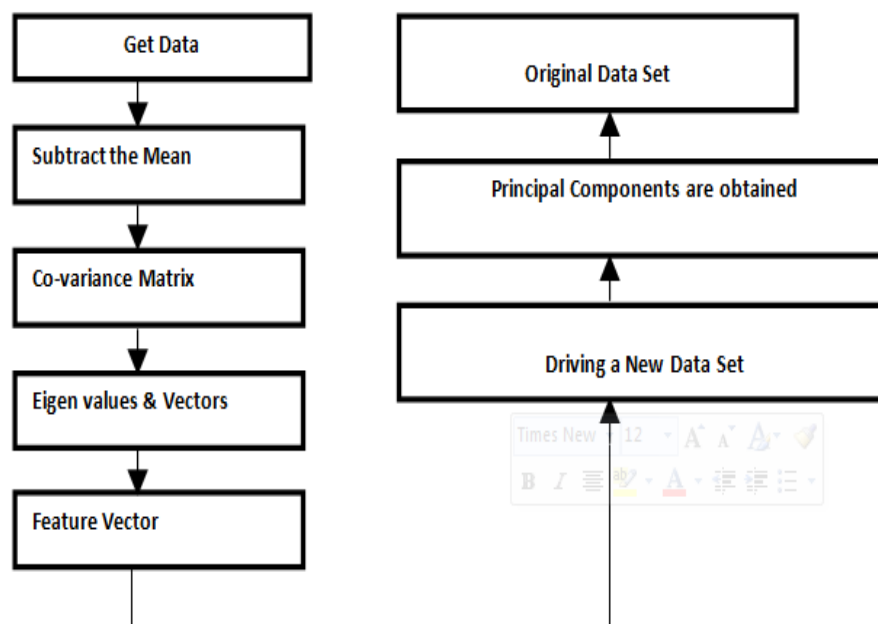 Get Data
Subtract the Mean
Co-variance Matrix
Eigen values & Vectors
Feature Vector
Original Data Set
Principal Components are obtained
Driving a New Data Set
Times New 12 A A A
B I ab A